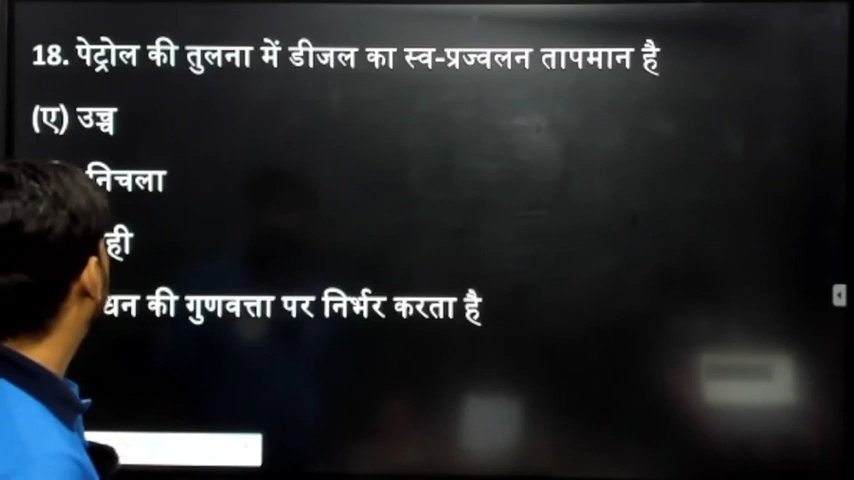 18. पेट्रोल की तुलना में डीजल का स्व-प्रज्वलन तापमान है
(ए) उच्च
निचला
ही
धन की गुणवत्ता पर निर्भर करता है